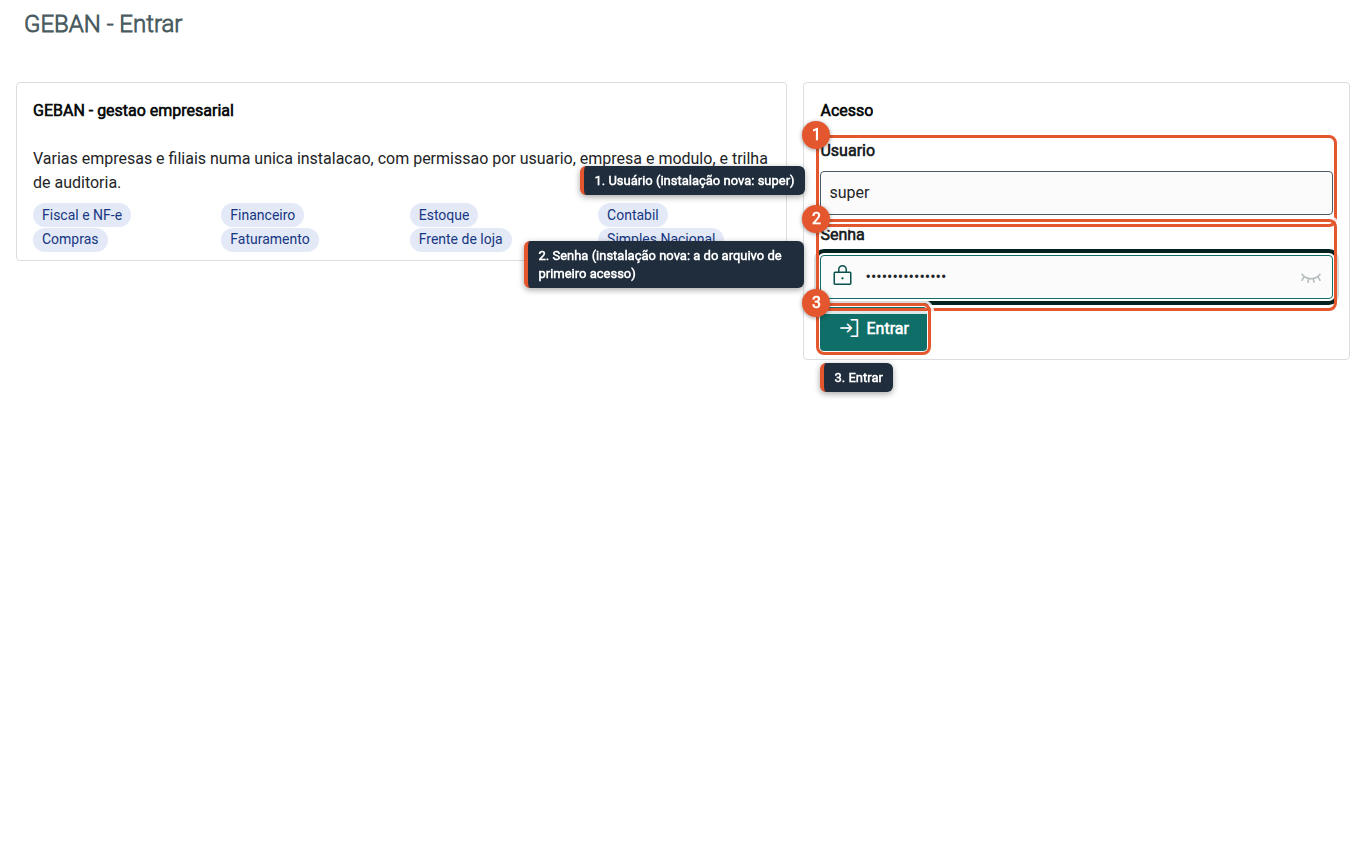 GEBAN - Entrar
GEBAN - gestao empresarial
Varias empresas e filiais numa unica instalacao, com permissao por usuario, empresa e modulo, e trilha
de auditoria.
Fiscal e NF-e
Financeiro
Estoque
Contabil
Compras
Faturamento
Frente de loja
Simples Nacional
Acesso
1
Usuario
1. Usuário (instalação nova: super)
super
2
Senha
2. Senha (instalação nova: a do arquivo de
primeiro acesso)
•••••••••••••••
3
Entrar
3. Entrar